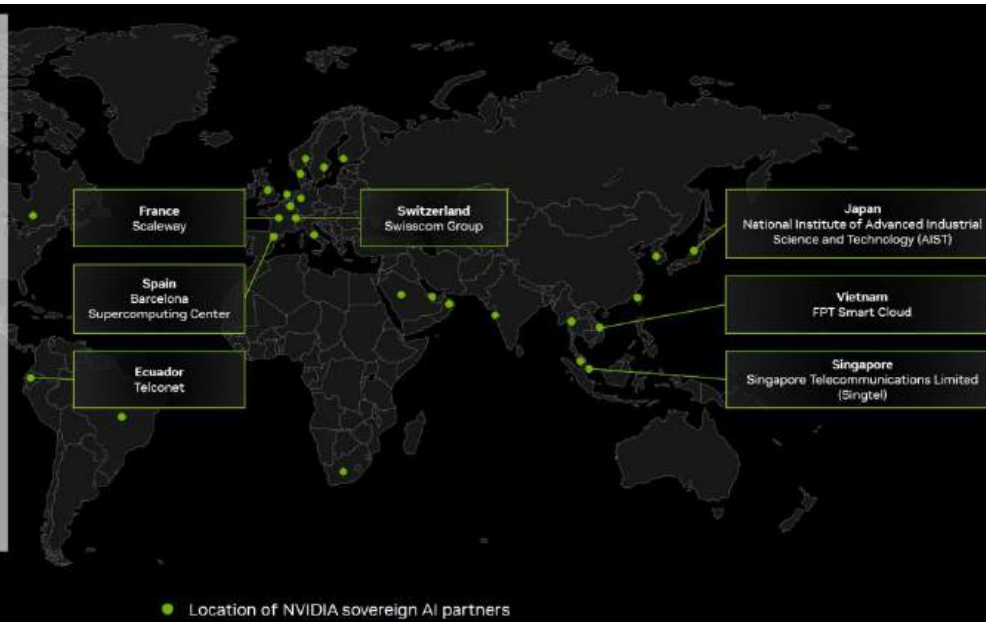 France
Scaleway
Spain
Barcelona
Supercomputing Center
Ecuador
Telconet
Switzerland
Swisscom Group
Japan
National Institute of Advanced Industrial
Science and Technology (AIST)
Vietnam
FPT Smart Cloud
Singapore
Singapore Telecommunications Limited
(Singtel)
Location of NVIDIA sovereign AI partners